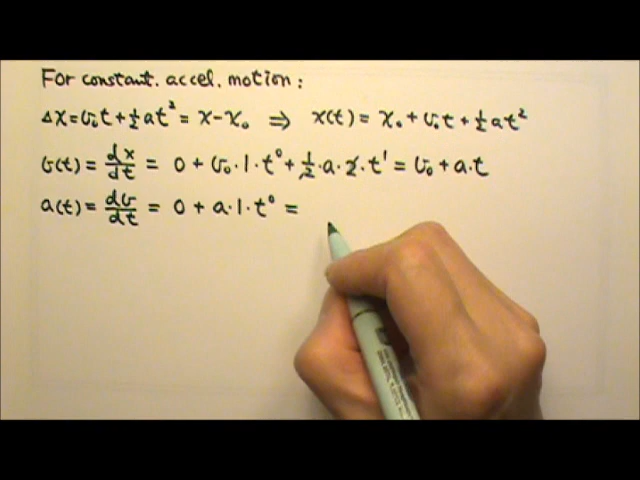 For constant. accel. motion:
Δx = v₀t + ½at² = x - x₀ ⇒ x(t) = x₀ + v₀t + ½at²
v(t) = dx/dt = 0 + v₀·1·t⁰ + ½·a·2·t¹ = v₀ + a·t
a(t) = dv/dt = 0 + a·1·t⁰ =